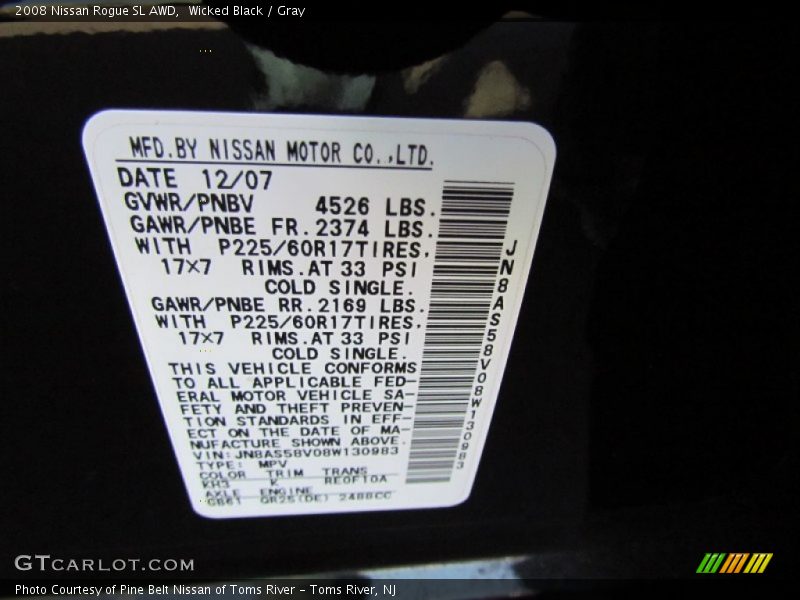 2008 Nissan Rogue SL AWD,  Wicked Black / Gray
MFD.BY NISSAN MOTOR CO.,LTD.
DATE 12/07
GVWR/PNBV 4526 LBS.
GAWR/PNBE FR.2374 LBS.
WITH P225/60R17TIRES,
17×7 RIMS.AT 33 PSI
COLD SINGLE.
GAWR/PNBE RR.2169 LBS.
WITH P225/60R17TIRES,
17×7 RIMS.AT 33 PSI
COLD SINGLE.
THIS VEHICLE CONFORMS
TO ALL APPLICABLE FED-
ERAL MOTOR VEHICLE SA-
FETY AND THEFT PREVEN-
TION STANDARDS IN EFF-
ECT ON THE DATE OF MA-
NUFACTURE SHOWN ABOVE.
VIN:JN8AS58V08W130983
TYPE: MPV
COLOR TRIM TRANS
KH3 K RE0F10A
AXLE ENGINE
GB61 QR25(DE) 2488CC
JN8AS58V08W130983
GTcarlot.com
Photo Courtesy of Pine Belt Nissan of Toms River – Toms River, NJ